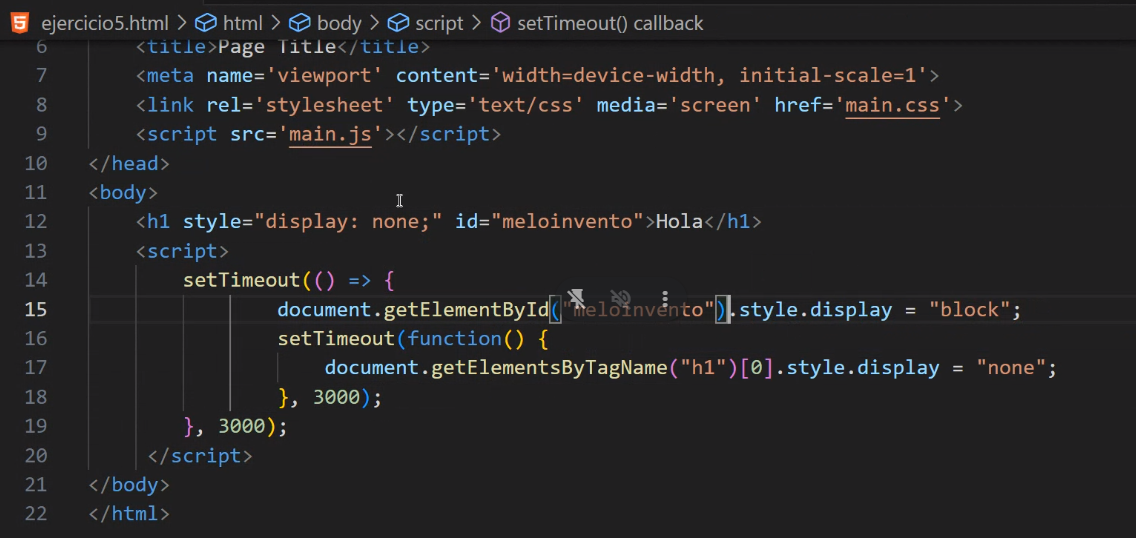 ejercicio5.html > html > body > script > setTimeout() callback
6 <title>Page Title</title>
7 <meta name='viewport' content='width=device-width, initial-scale=1'>
8 <link rel='stylesheet' type='text/css' media='screen' href='main.css'>
9 <script src='main.js'></script>
10 </head>
11 <body>
12 <h1 style="display: none;" id="meloinvento">Hola</h1>
13 <script>
14 setTimeout(() => {
15 document.getElementById("meloinvento").style.display = "block";
16 setTimeout(function() {
17 document.getElementsByTagName("h1")[0].style.display = "none";
18 }, 3000);
19 }, 3000);
20 </script>
21 </body>
22 </html>